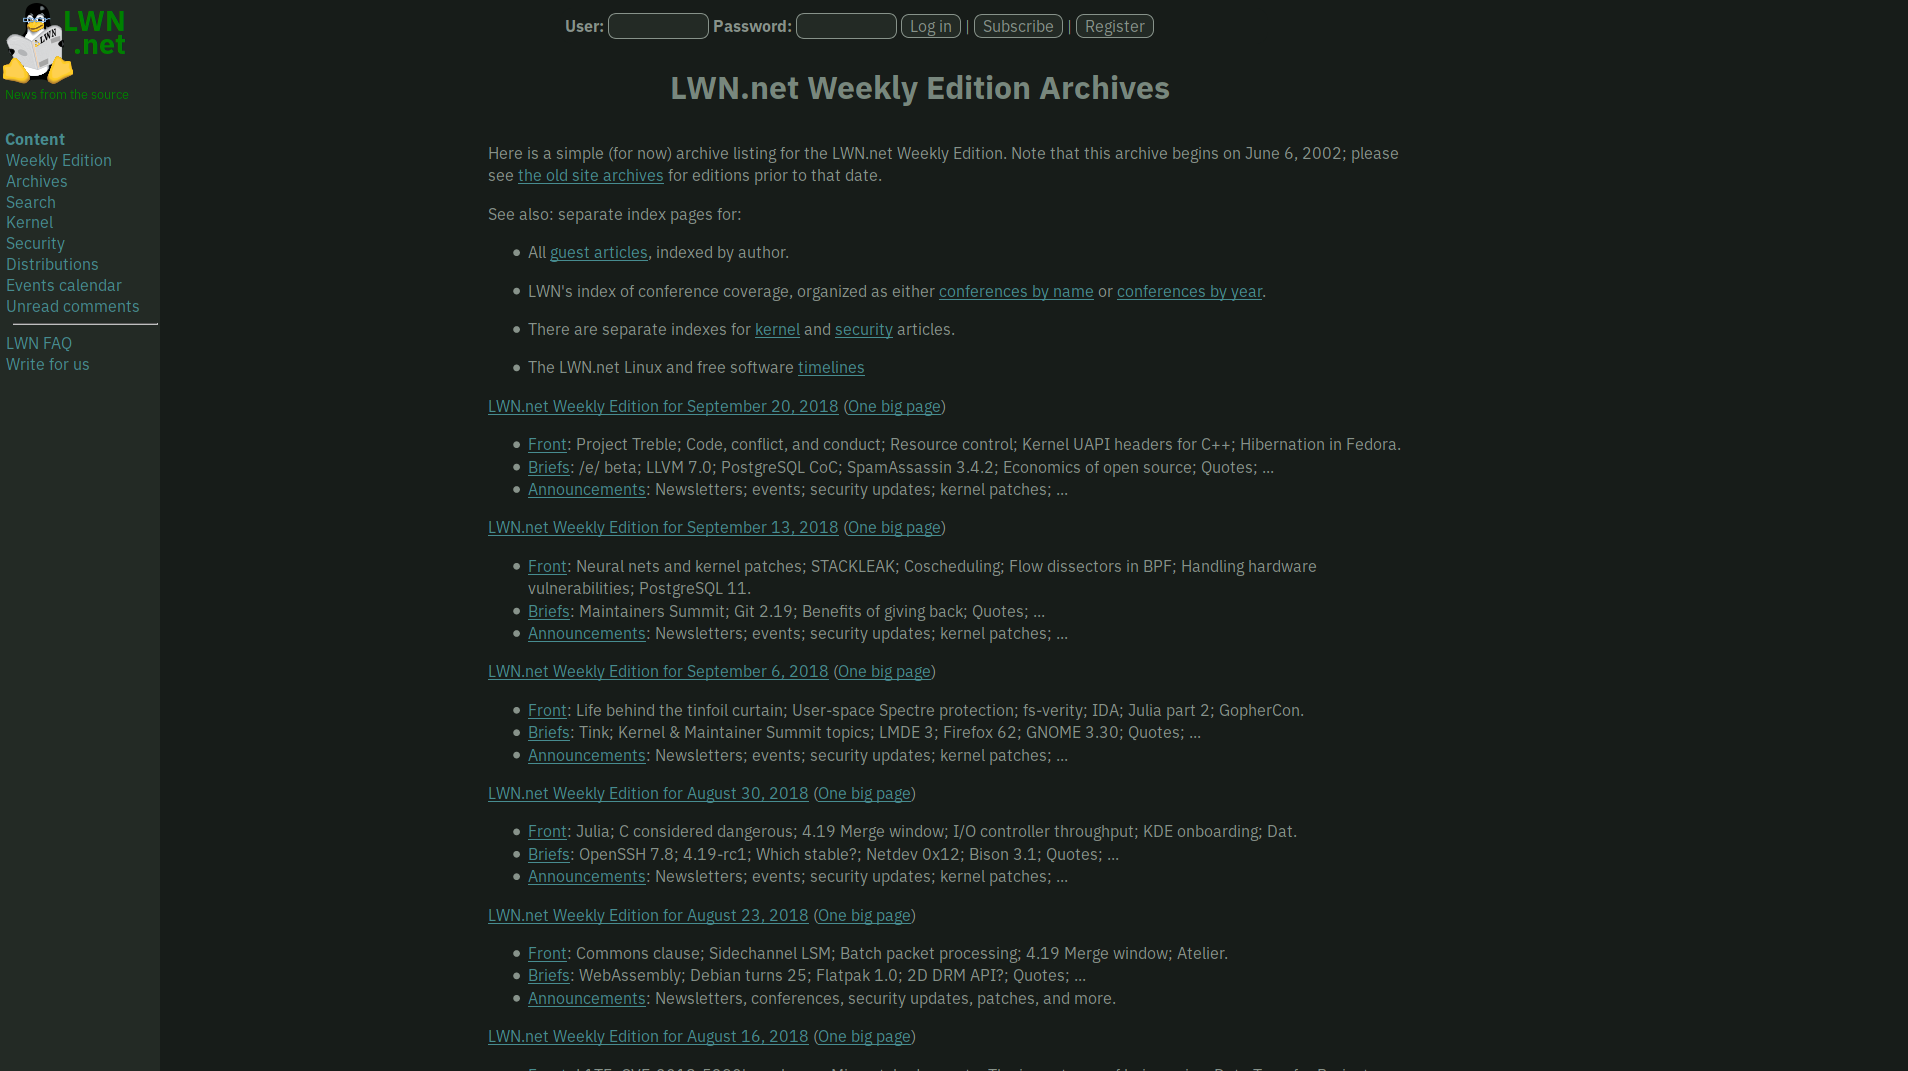 LWN
.net
LWN
News from the source
Content
Weekly Edition
Archives
Search
Kernel
Security
Distributions
Events calendar
Unread comments
LWN FAQ
Write for us
User: Password: Log in | Subscribe | Register
LWN.net Weekly Edition Archives
Here is a simple (for now) archive listing for the LWN.net Weekly Edition. Note that this archive begins on June 6, 2002; please
see the old site archives for editions prior to that date.
See also: separate index pages for:
All guest articles, indexed by author.
LWN's index of conference coverage, organized as either conferences by name or conferences by year.
There are separate indexes for kernel and security articles.
The LWN.net Linux and free software timelines
LWN.net Weekly Edition for September 20, 2018 (One big page)
Front: Project Treble; Code, conflict, and conduct; Resource control; Kernel UAPI headers for C++; Hibernation in Fedora.
Briefs: /e/ beta; LLVM 7.0; PostgreSQL CoC; SpamAssassin 3.4.2; Economics of open source; Quotes; ...
Announcements: Newsletters; events; security updates; kernel patches; ...
LWN.net Weekly Edition for September 13, 2018 (One big page)
Front: Neural nets and kernel patches; STACKLEAK; Coscheduling; Flow dissectors in BPF; Handling hardware
vulnerabilities; PostgreSQL 11.
Briefs: Maintainers Summit; Git 2.19; Benefits of giving back; Quotes; ...
Announcements: Newsletters; events; security updates; kernel patches; ...
LWN.net Weekly Edition for September 6, 2018 (One big page)
Front: Life behind the tinfoil curtain; User-space Spectre protection; fs-verity; IDA; Julia part 2; GopherCon.
Briefs: Tink; Kernel & Maintainer Summit topics; LMDE 3; Firefox 62; GNOME 3.30; Quotes; ...
Announcements: Newsletters; events; security updates; kernel patches; ...
LWN.net Weekly Edition for August 30, 2018 (One big page)
Front: Julia; C considered dangerous; 4.19 Merge window; I/O controller throughput; KDE onboarding; Dat.
Briefs: OpenSSH 7.8; 4.19-rc1; Which stable?; Netdev 0x12; Bison 3.1; Quotes; ...
Announcements: Newsletters; events; security updates; kernel patches; ...
LWN.net Weekly Edition for August 23, 2018 (One big page)
Front: Commons clause; Sidechannel LSM; Batch packet processing; 4.19 Merge window; Atelier.
Briefs: WebAssembly; Debian turns 25; Flatpak 1.0; 2D DRM API?; Quotes; ...
Announcements: Newsletters, conferences, security updates, patches, and more.
LWN.net Weekly Edition for August 16, 2018 (One big page)